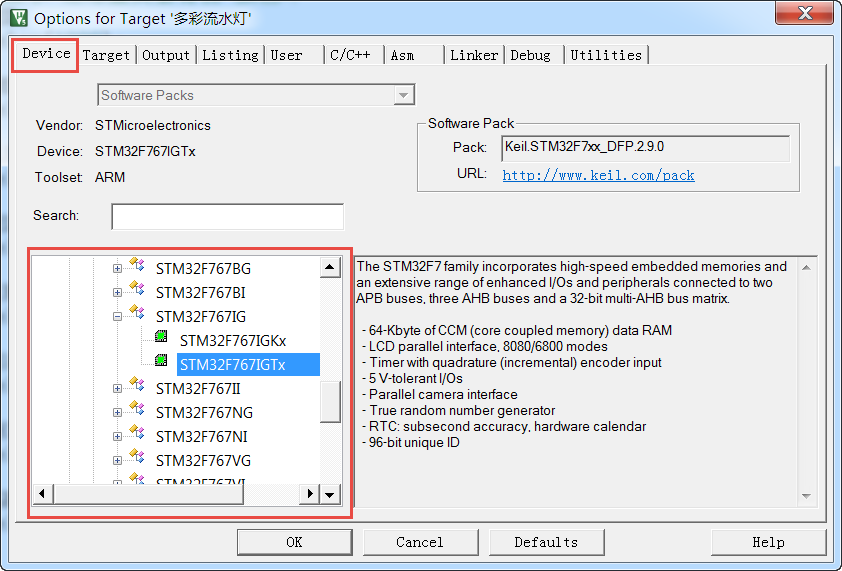 Options for Target '多彩流水灯'
Device Target Output Listing User C/C++ Asm Linker Debug Utilities
Software Packs
Vendor: STMicroelectronics
Device: STM32F767IGTx
Toolset: ARM
Search:
Software Pack
Pack: Keil.STM32F7xx_DFP.2.9.0
URL: http://www.keil.com/pack
STM32F767BG
STM32F767BI
STM32F767IG
STM32F767IGKx
STM32F767IGTx
STM32F767II
STM32F767NG
STM32F767NI
STM32F767VG
STM32F767VI
The STM32F7 family incorporates high-speed embedded memories and
an extensive range of enhanced I/Os and peripherals connected to two
APB buses, three AHB buses and a 32-bit multi-AHB bus matrix.
- 64-Kbyte of CCM (core coupled memory) data RAM
- LCD parallel interface, 8080/6800 modes
- Timer with quadrature (incremental) encoder input
- 5 V-tolerant I/Os
- Parallel camera interface
- True random number generator
- RTC: subsecond accuracy, hardware calendar
- 96-bit unique ID
OK Cancel Defaults Help